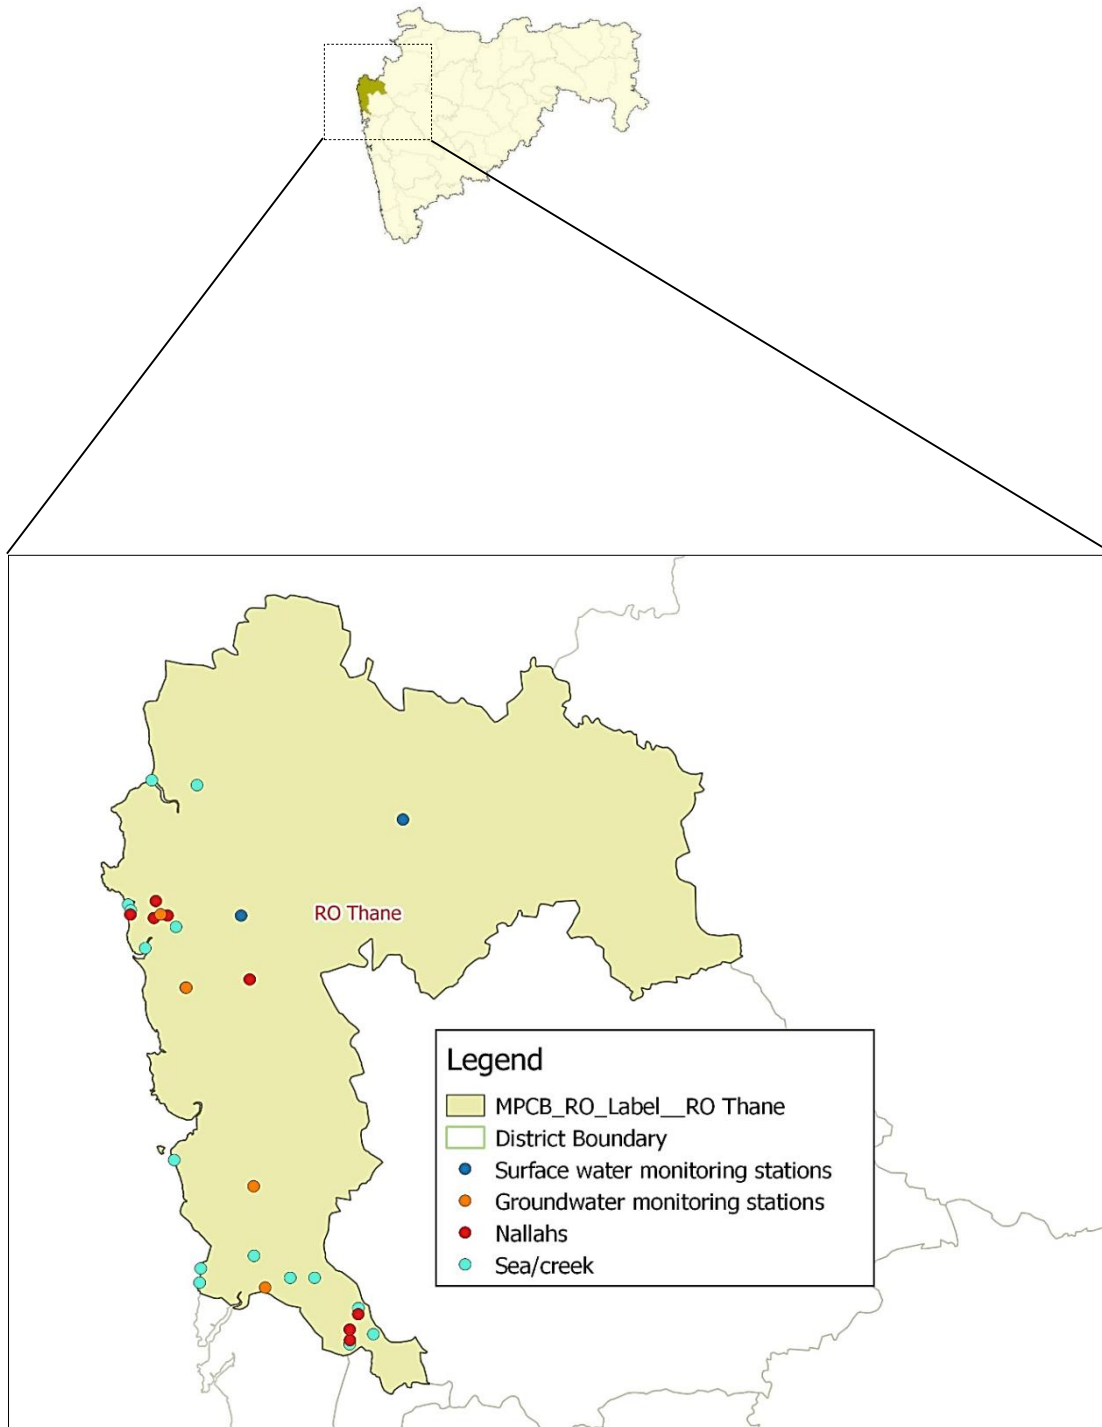 RO Thane
Legend
MPCB_RO_Label__RO Thane
District Boundary
Surface water monitoring stations
Groundwater monitoring stations
Nallahs
Sea/creek